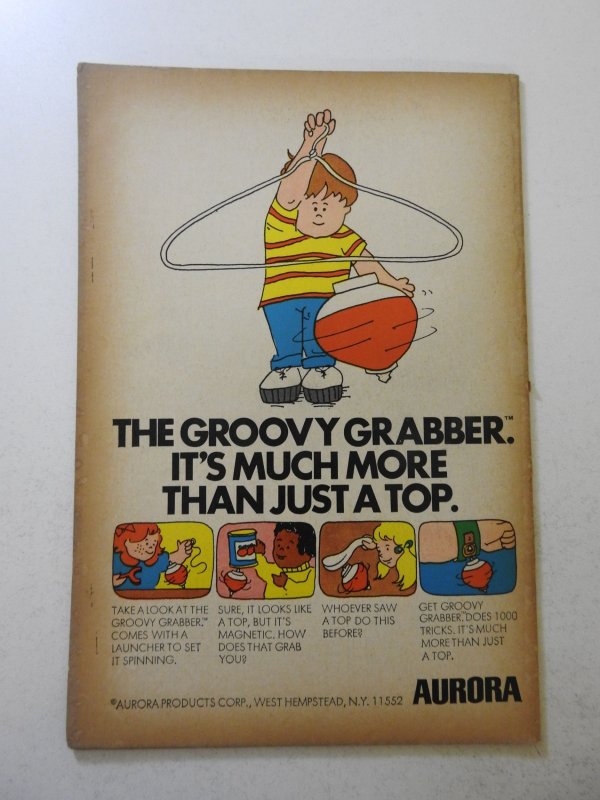 THE GROOVY GRABBER.™
IT'S MUCH MORE
THAN JUST A TOP.
TAKE A LOOK AT THE
GROOVY GRABBER.™
COMES WITH A
LAUNCHER TO SET
IT SPINNING.
SURE, IT LOOKS LIKE
A TOP, BUT IT'S
MAGNETIC. HOW
DOES THAT GRAB
YOU?
WHOEVER SAW
A TOP DO THIS
BEFORE?
GET GROOVY
GRABBER.™DOES 1000
TRICKS. IT'S MUCH
MORE THAN JUST
A TOP.
©AURORA PRODUCTS CORP., WEST HEMPSTEAD, N.Y. 11552
AURORA